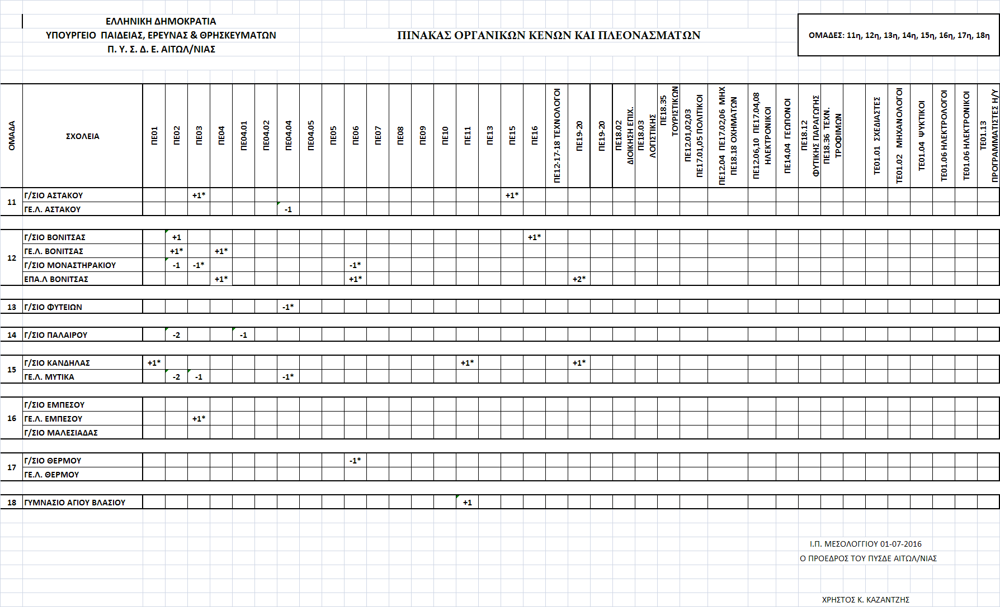 ΕΛΛΗΝΙΚΗ ΔΗΜΟΚΡΑΤΙΑ
ΥΠΟΥΡΓΕΙΟ ΠΑΙΔΕΙΑΣ, ΕΡΕΥΝΑΣ & ΘΡΗΣΚΕΥΜΑΤΩΝ
Π. Υ. Σ. Δ. Ε. ΑΙΤΩΛ/ΝΙΑΣ
ΠΙΝΑΚΑΣ ΟΡΓΑΝΙΚΩΝ ΚΕΝΩΝ ΚΑΙ ΠΛΕΟΝΑΣΜΑΤΩΝ
ΟΜΑΔΕΣ: 11η, 12η, 13η, 14η, 15η, 16η, 17η, 18η
ΟΜΑΔΑ
ΣΧΟΛΕΙΑ
ΠΕ01
ΠΕ02
ΠΕ03
ΠΕ04
ΠΕ04.01
ΠΕ04.02
ΠΕ04.04
ΠΕ04.05
ΠΕ05
ΠΕ06
ΠΕ07
ΠΕ08
ΠΕ09
ΠΕ10
ΠΕ11
ΠΕ13
ΠΕ15
ΠΕ16
ΠΕ12-17-18 ΤΕΧΝΟΛΟΓΟΙ
ΠΕ19-20
ΠΕ19-20
ΠΕ18.02
ΔΙΟΙΚΗΣΗ ΕΠΙΧ.
ΠΕ18.03
ΛΟΓΙΣΤΙΚΗΣ
ΠΕ18.35
ΤΟΥΡΙΣΤΙΚΩΝ
ΠΕ12.01,02,03
ΠΕ17.01,05 ΠΟΛΙΤΙΚΟΙ
ΠΕ12.04 ΠΕ17.02,06 ΜΗΧ
ΠΕ18.18 ΟΧΗΜΑΤΩΝ
ΠΕ12.06,10 ΠΕ17.04,08
ΗΛΕΚΤΡΟΝΙΚΟΙ
ΠΕ14.04 ΓΕΩΠΟΝΟΙ
ΠΕ18.12
ΦΥΤΙΚΗΣ ΠΑΡΑΓΩΓΗΣ
ΠΕ18.36 ΤΕΧΝ.
ΤΡΟΦΙΜΩΝ
ΤΕ01.01 ΣΧΕΔΙΑΣΤΕΣ
ΤΕ01.02 ΜΗΧΑΝΟΛΟΓΟΙ
ΤΕ01.04 ΨΥΚΤΙΚΟΙ
ΤΕ01.06 ΗΛΕΚΤΡΟΛΟΓΟΙ
ΤΕ01.06 ΗΛΕΚΤΡΟΝΙΚΟΙ
ΤΕ01.13
ΠΡΟΓΡΑΜΜΑΤΙΣΤΕΣ Η/Υ
11
Γ/ΣΙΟ ΑΣΤΑΚΟΥ +1* +1*
ΓΕ.Λ. ΑΣΤΑΚΟΥ -1
12
Γ/ΣΙΟ ΒΟΝΙΤΣΑΣ +1 +1*
ΓΕ.Λ. ΒΟΝΙΤΣΑΣ +1* +1*
Γ/ΣΙΟ ΜΟΝΑΣΤΗΡΑΚΙΟΥ -1 -1* -1*
ΕΠΑ.Λ ΒΟΝΙΤΣΑΣ +1* +1* +2*
13 Γ/ΣΙΟ ΦΥΤΕΙΩΝ -1*
14 Γ/ΣΙΟ ΠΑΛΑΙΡΟΥ -2 -1
15
Γ/ΣΙΟ ΚΑΝΔΗΛΑΣ +1* +1* +1*
ΓΕ.Λ. ΜΥΤΙΚΑ -2 -1 -1*
16
Γ/ΣΙΟ ΕΜΠΕΣΟΥ
ΓΕ.Λ. ΕΜΠΕΣΟΥ +1*
Γ/ΣΙΟ ΜΑΛΕΣΙΑΔΑΣ
17
Γ/ΣΙΟ ΘΕΡΜΟΥ -1*
ΓΕ.Λ. ΘΕΡΜΟΥ
18 ΓΥΜΝΑΣΙΟ ΑΓΙΟΥ ΒΛΑΣΙΟΥ +1
Ι.Π. ΜΕΣΟΛΟΓΓΙΟΥ 01-07-2016
Ο ΠΡΟΕΔΡΟΣ ΤΟΥ ΠΥΣΔΕ ΑΙΤΩΛ/ΝΙΑΣ
ΧΡΗΣΤΟΣ Κ. ΚΑΖΑΝΤΖΗΣ